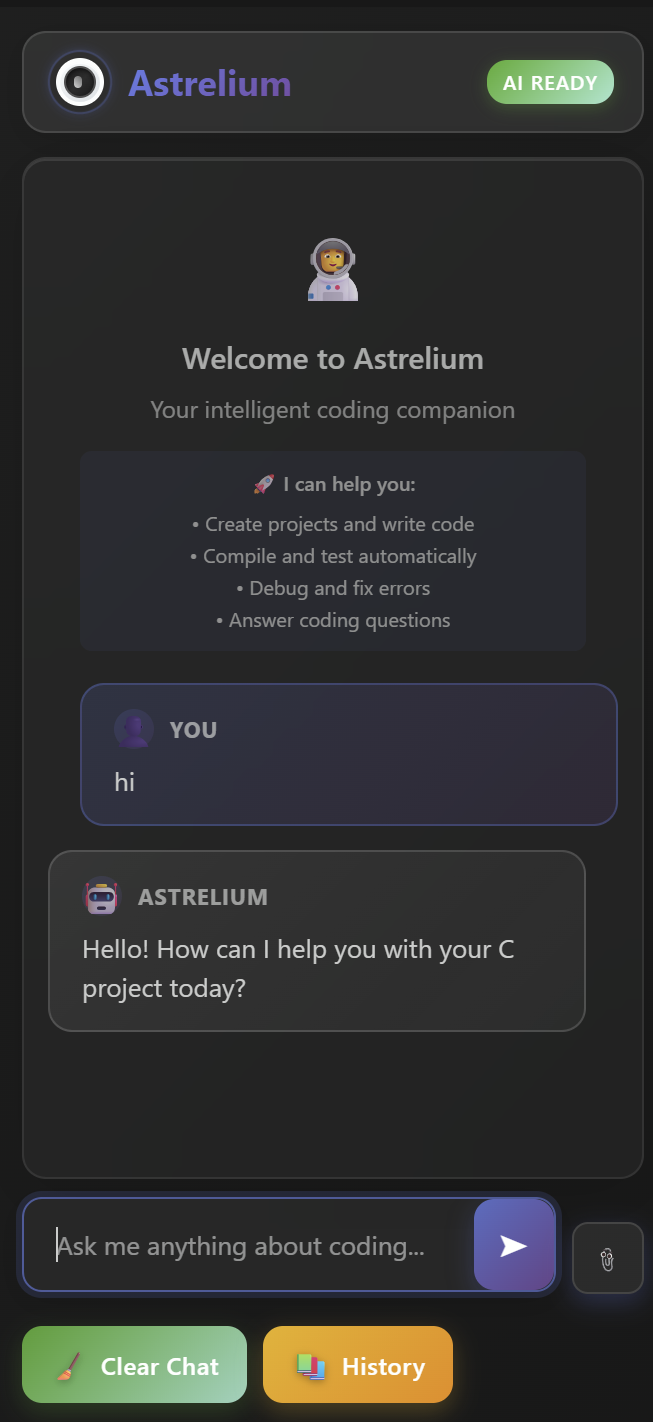 Astrelium
AI READY
Welcome to Astrelium
Your intelligent coding companion
🚀 I can help you:
• Create projects and write code
• Compile and test automatically
• Debug and fix errors
• Answer coding questions
YOU
hi
ASTRELIUM
Hello! How can I help you with your C
project today?
Ask me anything about coding...
Clear Chat
History